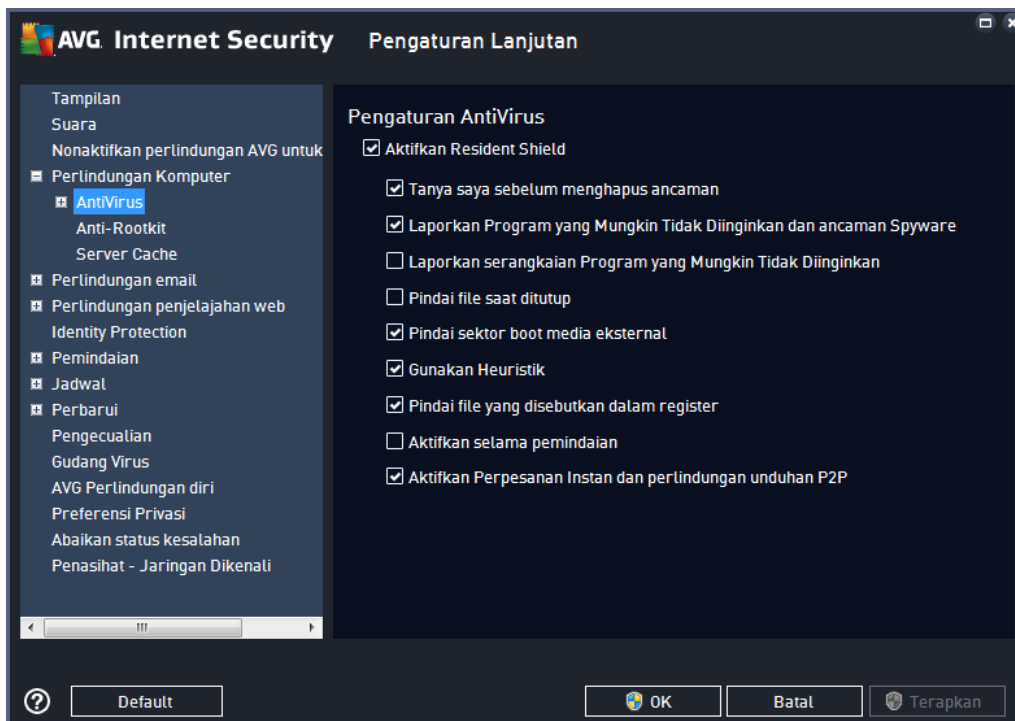 AVG. Internet Security Pengaturan Lanjutan
Tampilan
Suara
Nonaktifkan perlindungan AVG untuk
Perlindungan Komputer
AntiVirus
Anti-Rootkit
Server Cache
Perlindungan email
Perlindungan penjelajahan web
Identity Protection
Pemindaian
Jadwal
Perbarui
Pengecualian
Gudang Virus
AVG Perlindungan diri
Preferensi Privasi
Abaikan status kesalahan
Penasihat - Jaringan Dikenali
Pengaturan AntiVirus
Aktifkan Resident Shield
Tanya saya sebelum menghapus ancaman
Laporkan Program yang Mungkin Tidak Diinginkan dan ancaman Spyware
Laporkan serangkaian Program yang Mungkin Tidak Diinginkan
Pindai file saat ditutup
Pindai sektor boot media eksternal
Gunakan Heuristik
Pindai file yang disebutkan dalam register
Aktifkan selama pemindaian
Aktifkan Perpesanan Instan dan perlindungan unduhan P2P
? Default OK Batal Terapkan